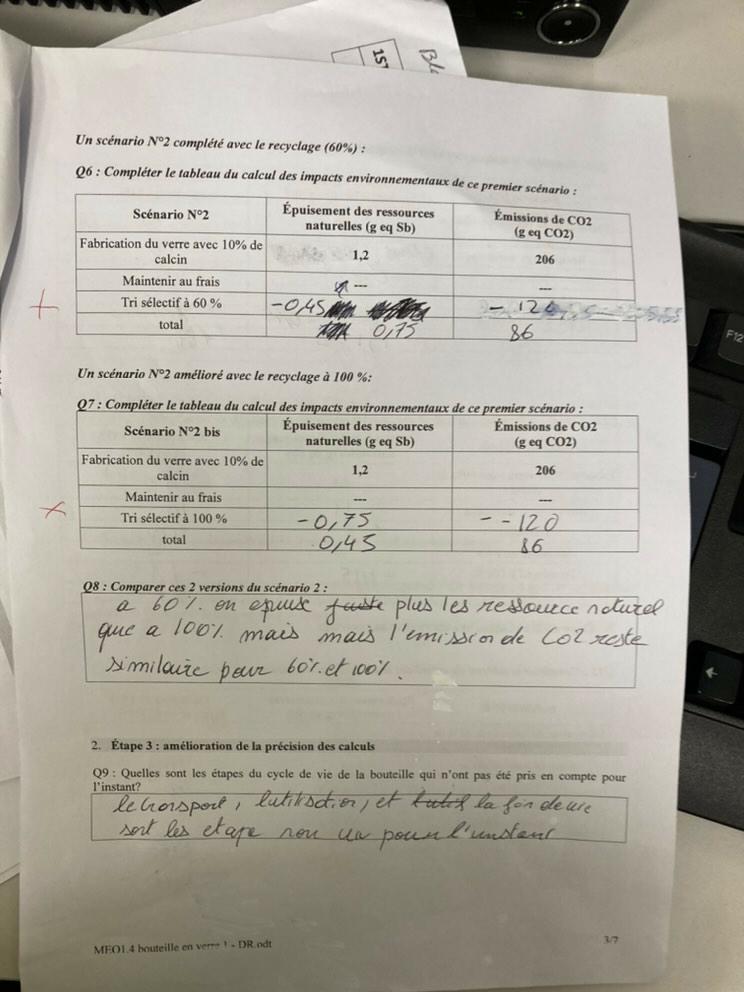 157
Un scénario N°2 complété avec le recyclage (60%) :
Q6 : Compléter le tableau du calcul des impacts environnementaux de ce premier scénario :
Scénario N°2 Épuisement des ressources naturelles (g eq Sb) Émissions de CO2 (g eq CO2)
Fabrication du verre avec 10% de calcin 1,2 206
Maintenir au frais --- ---
Tri sélectif à 60 % -0,45 - 120
total 0,75 86
Un scénario N°2 amélioré avec le recyclage à 100 %:
Q7 : Compléter le tableau du calcul des impacts environnementaux de ce premier scénario :
Scénario N°2 bis Épuisement des ressources naturelles (g eq Sb) Émissions de CO2 (g eq CO2)
Fabrication du verre avec 10% de calcin 1,2 206
Maintenir au frais --- ---
Tri sélectif à 100 % -0,75 - -120
total 0,45 86
Q8 : Comparer ces 2 versions du scénario 2 :
a 60%. on epuise plus les ressource naturel
que a 100% mais mais l'emission de CO2 reste
similaire pour 60% et 100%.
2. Étape 3 : amélioration de la précision des calculs
Q9 : Quelles sont les étapes du cycle de vie de la bouteille qui n'ont pas été pris en compte pour
l'instant?
le transport, l'utilisation, et la fin de vie
sont les etape non vu pour l'instant
MEO1.4 bouteille en verre - DR.odt
3/7
F12